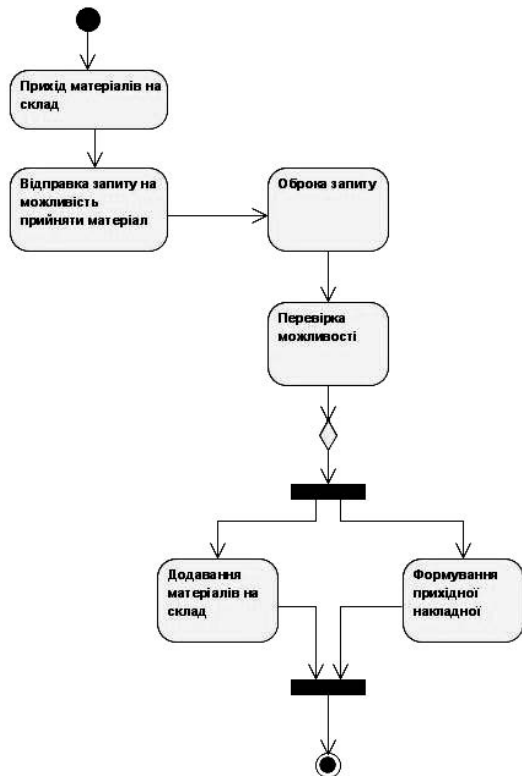 Прихід матеріалів на
склад
Відправка запиту на
можливість
прийняти матеріал
Оброка запиту
Перевірка
можливості
Додавання
матеріалів на
склад
Формування
прихідної
накладної